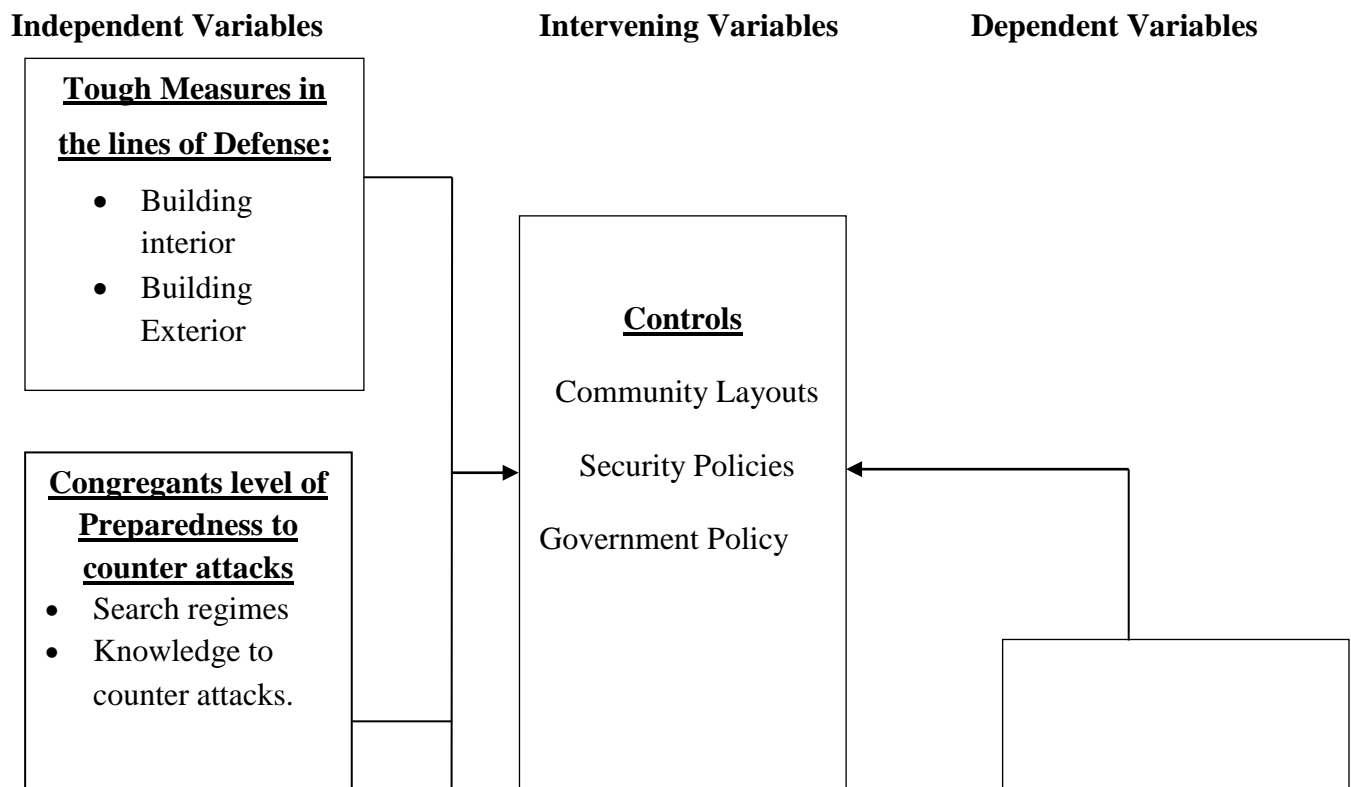 Independent Variables
Intervening Variables
Dependent Variables
Tough Measures in
the lines of Defense:
• Building
interior
• Building
Exterior
Congregants level of
Preparedness to
counter attacks
• Search regimes
• Knowledge to
counter attacks.
Controls
Community Layouts
Security Policies
Government Policy